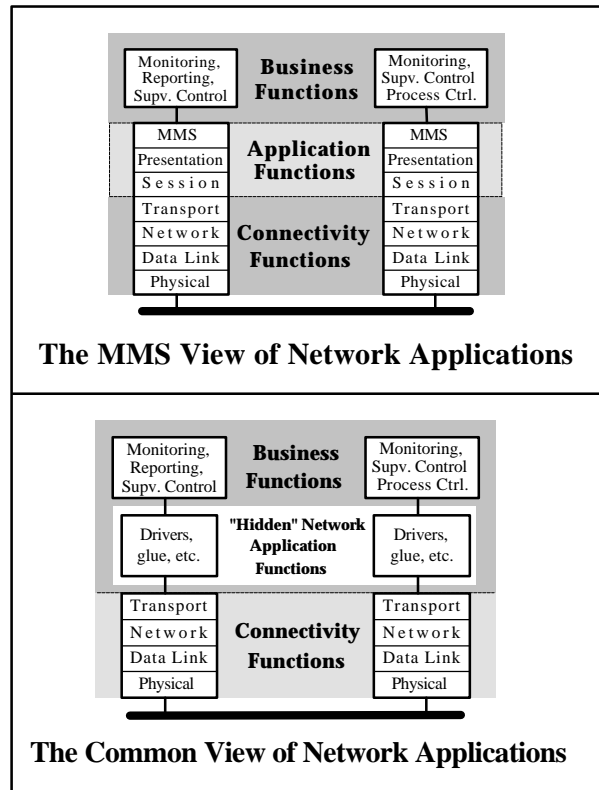 Monitoring,
Reporting,
Supv. Control
Business
Functions
Monitoring,
Supv. Control
Process Ctrl.
MMS
Presentation
Session
Transport
Network
Data Link
Physical
Application
Functions
Connectivity
Functions
MMS
Presentation
Session
Transport
Network
Data Link
Physical
The MMS View of Network Applications
Monitoring,
Reporting,
Supv. Control
Business
Functions
Monitoring,
Supv. Control
Process Ctrl.
Drivers,
glue, etc.
"Hidden" Network
Application
Functions
Drivers,
glue, etc.
Transport
Network
Data Link
Physical
Connectivity
Functions
Transport
Network
Data Link
Physical
The Common View of Network Applications